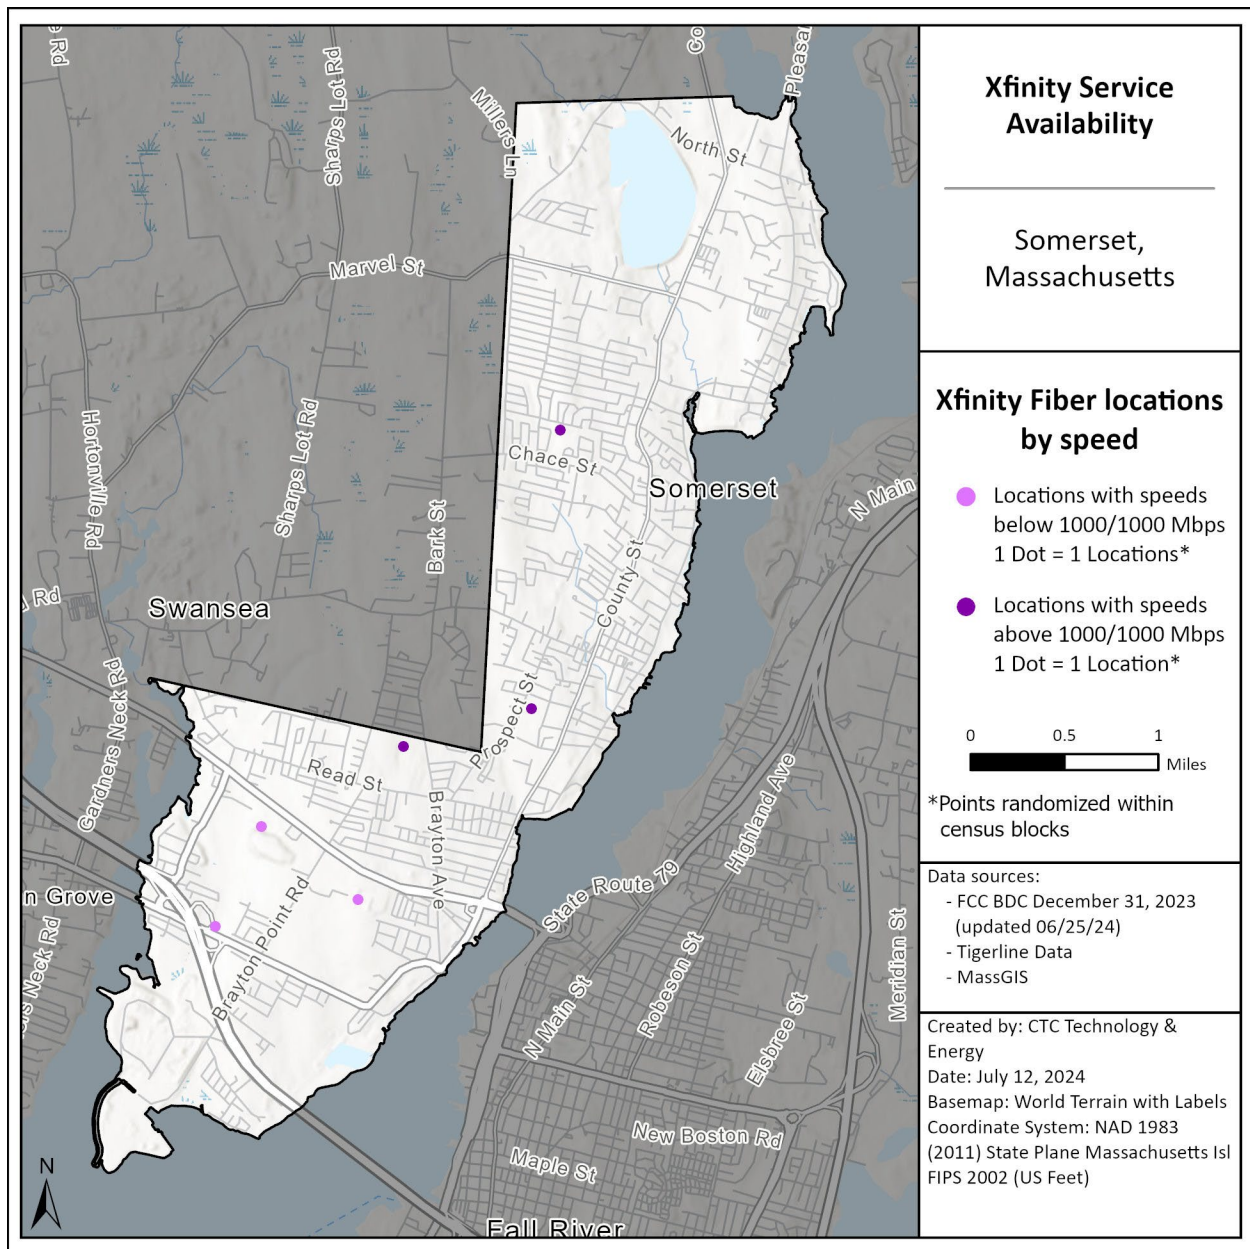 e Rd
Sharps Lot Rd
Millers Ln
Co
Pleasan
North St
Marvel St
Hortonville Rd
Sharps Lot Rd
Bark St
Chace St
Somerset
N Main
County St
Rd
Swansea
Gardners Neck Rd
Prospect St
Read St
Brayton Ave
Highland Ave
n Grove
Brayton Point Rd
State Route 79
Neck Rd
N Main St
Robeson St
Elsbree St
Meridian St
New Boston Rd
Maple St
Fall River
N
Xfinity Service
Availability
Somerset,
Massachusetts
Xfinity Fiber locations
by speed
Locations with speeds
below 1000/1000 Mbps
1 Dot = 1 Locations*
Locations with speeds
above 1000/1000 Mbps
1 Dot = 1 Location*
0 0.5 1
Miles
*Points randomized within
census blocks
Data sources:
- FCC BDC December 31, 2023
(updated 06/25/24)
- Tigerline Data
- MassGIS
Created by: CTC Technology &
Energy
Date: July 12, 2024
Basemap: World Terrain with Labels
Coordinate System: NAD 1983
(2011) State Plane Massachusetts Isl
FIPS 2002 (US Feet)